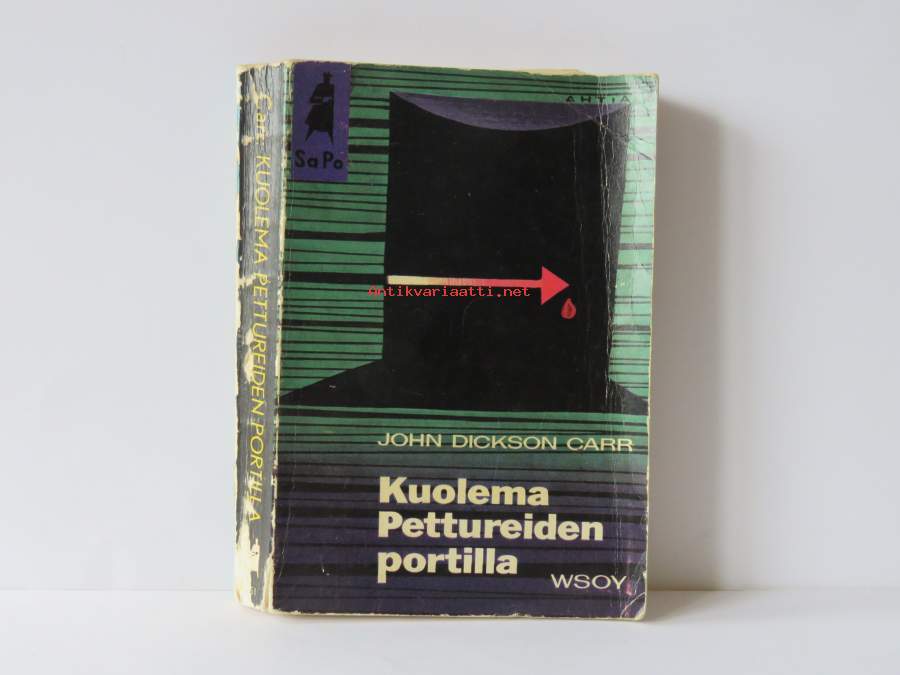 Carr: KUOLEMA PETTUREIDEN PORTILLA
SaPo
AHTIA
antikvariaatti.net
JOHN DICKSON CARR
Kuolema
Pettureiden
portilla
WSOY